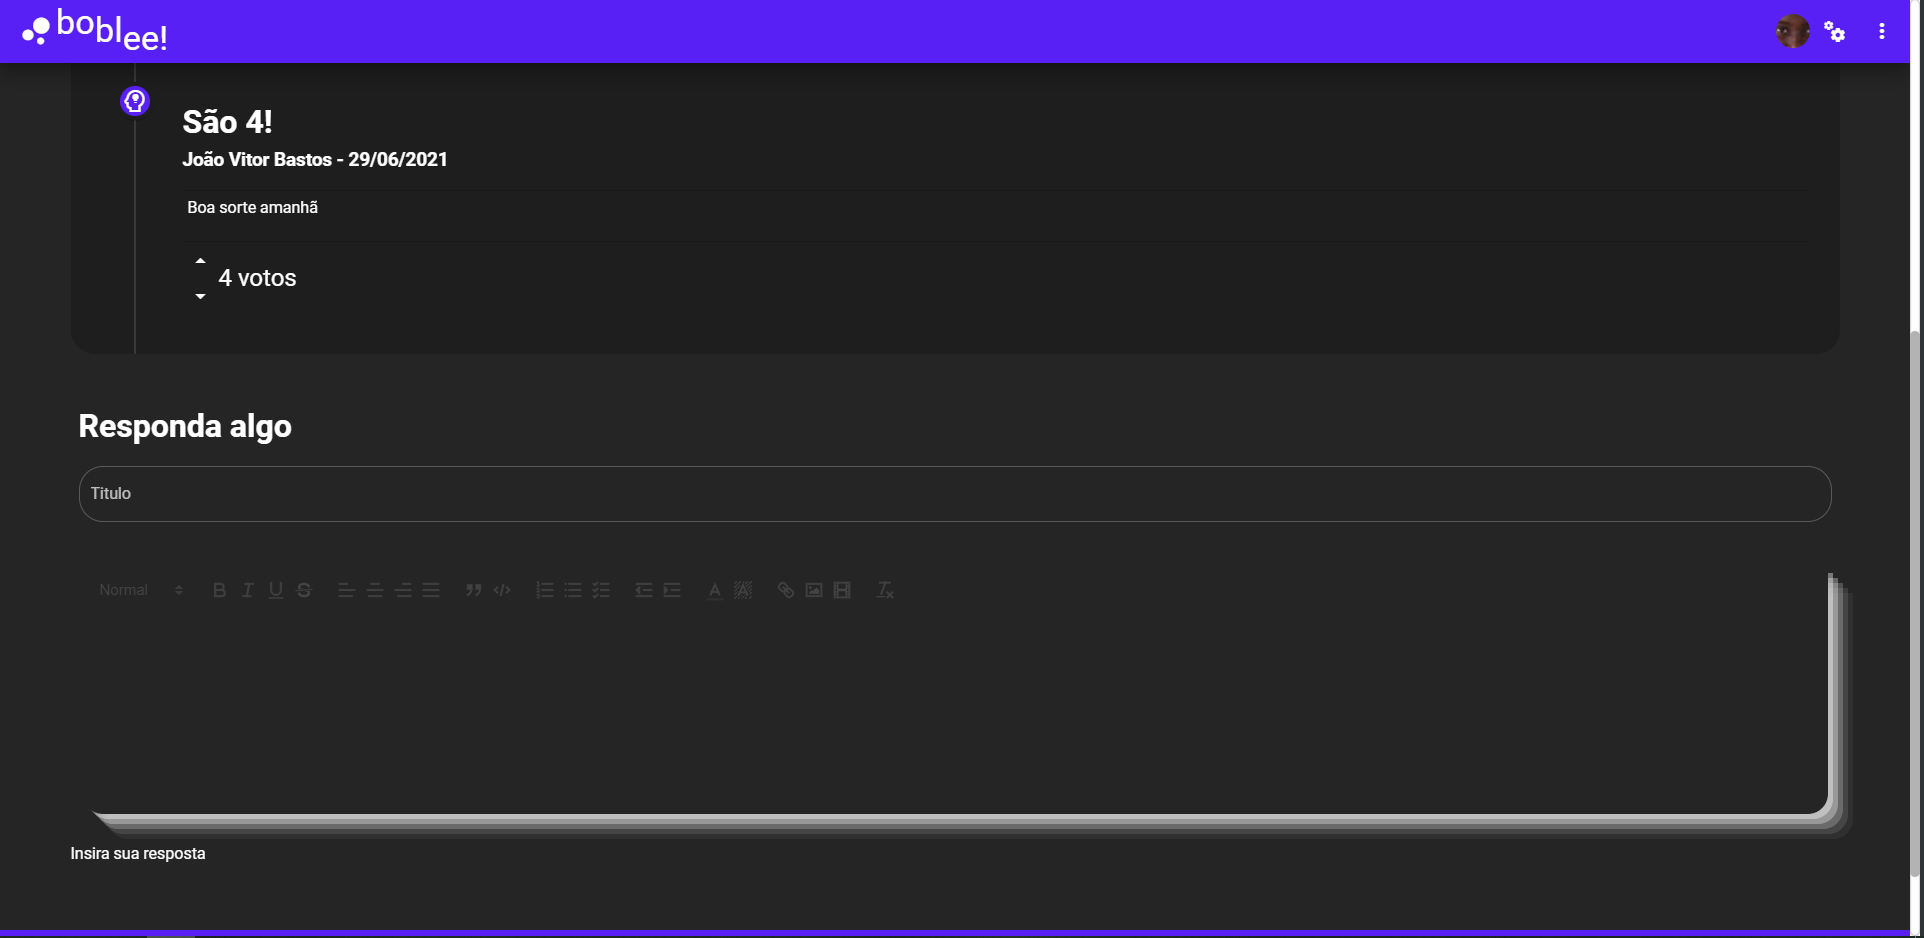 boblee!
São 4!
João Vitor Bastos - 29/06/2021
Boa sorte amanhã
4 votos
Responda algo
Titulo
Normal
Insira sua resposta